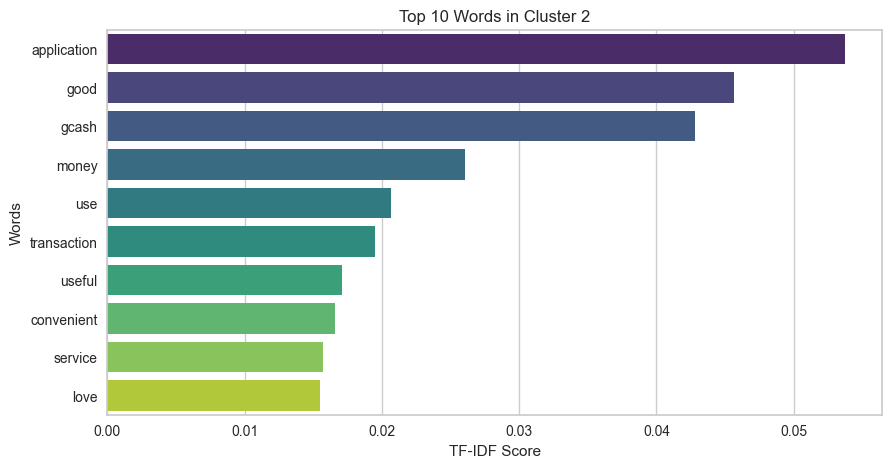 Top 10 Words in Cluster 2
Words
application
good
gcash
money
use
transaction
useful
convenient
service
love
0.00 0.01 0.02 0.03 0.04 0.05
TF-IDF Score